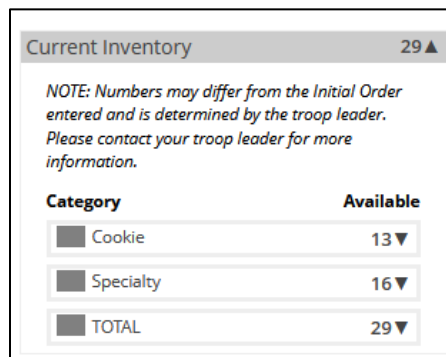 Current Inventory 29▲
NOTE: Numbers may differ from the Initial Order
entered and is determined by the troop leader.
Please contact your troop leader for more
information.
Category Available
Cookie 13▼
Specialty 16▼
TOTAL 29▼